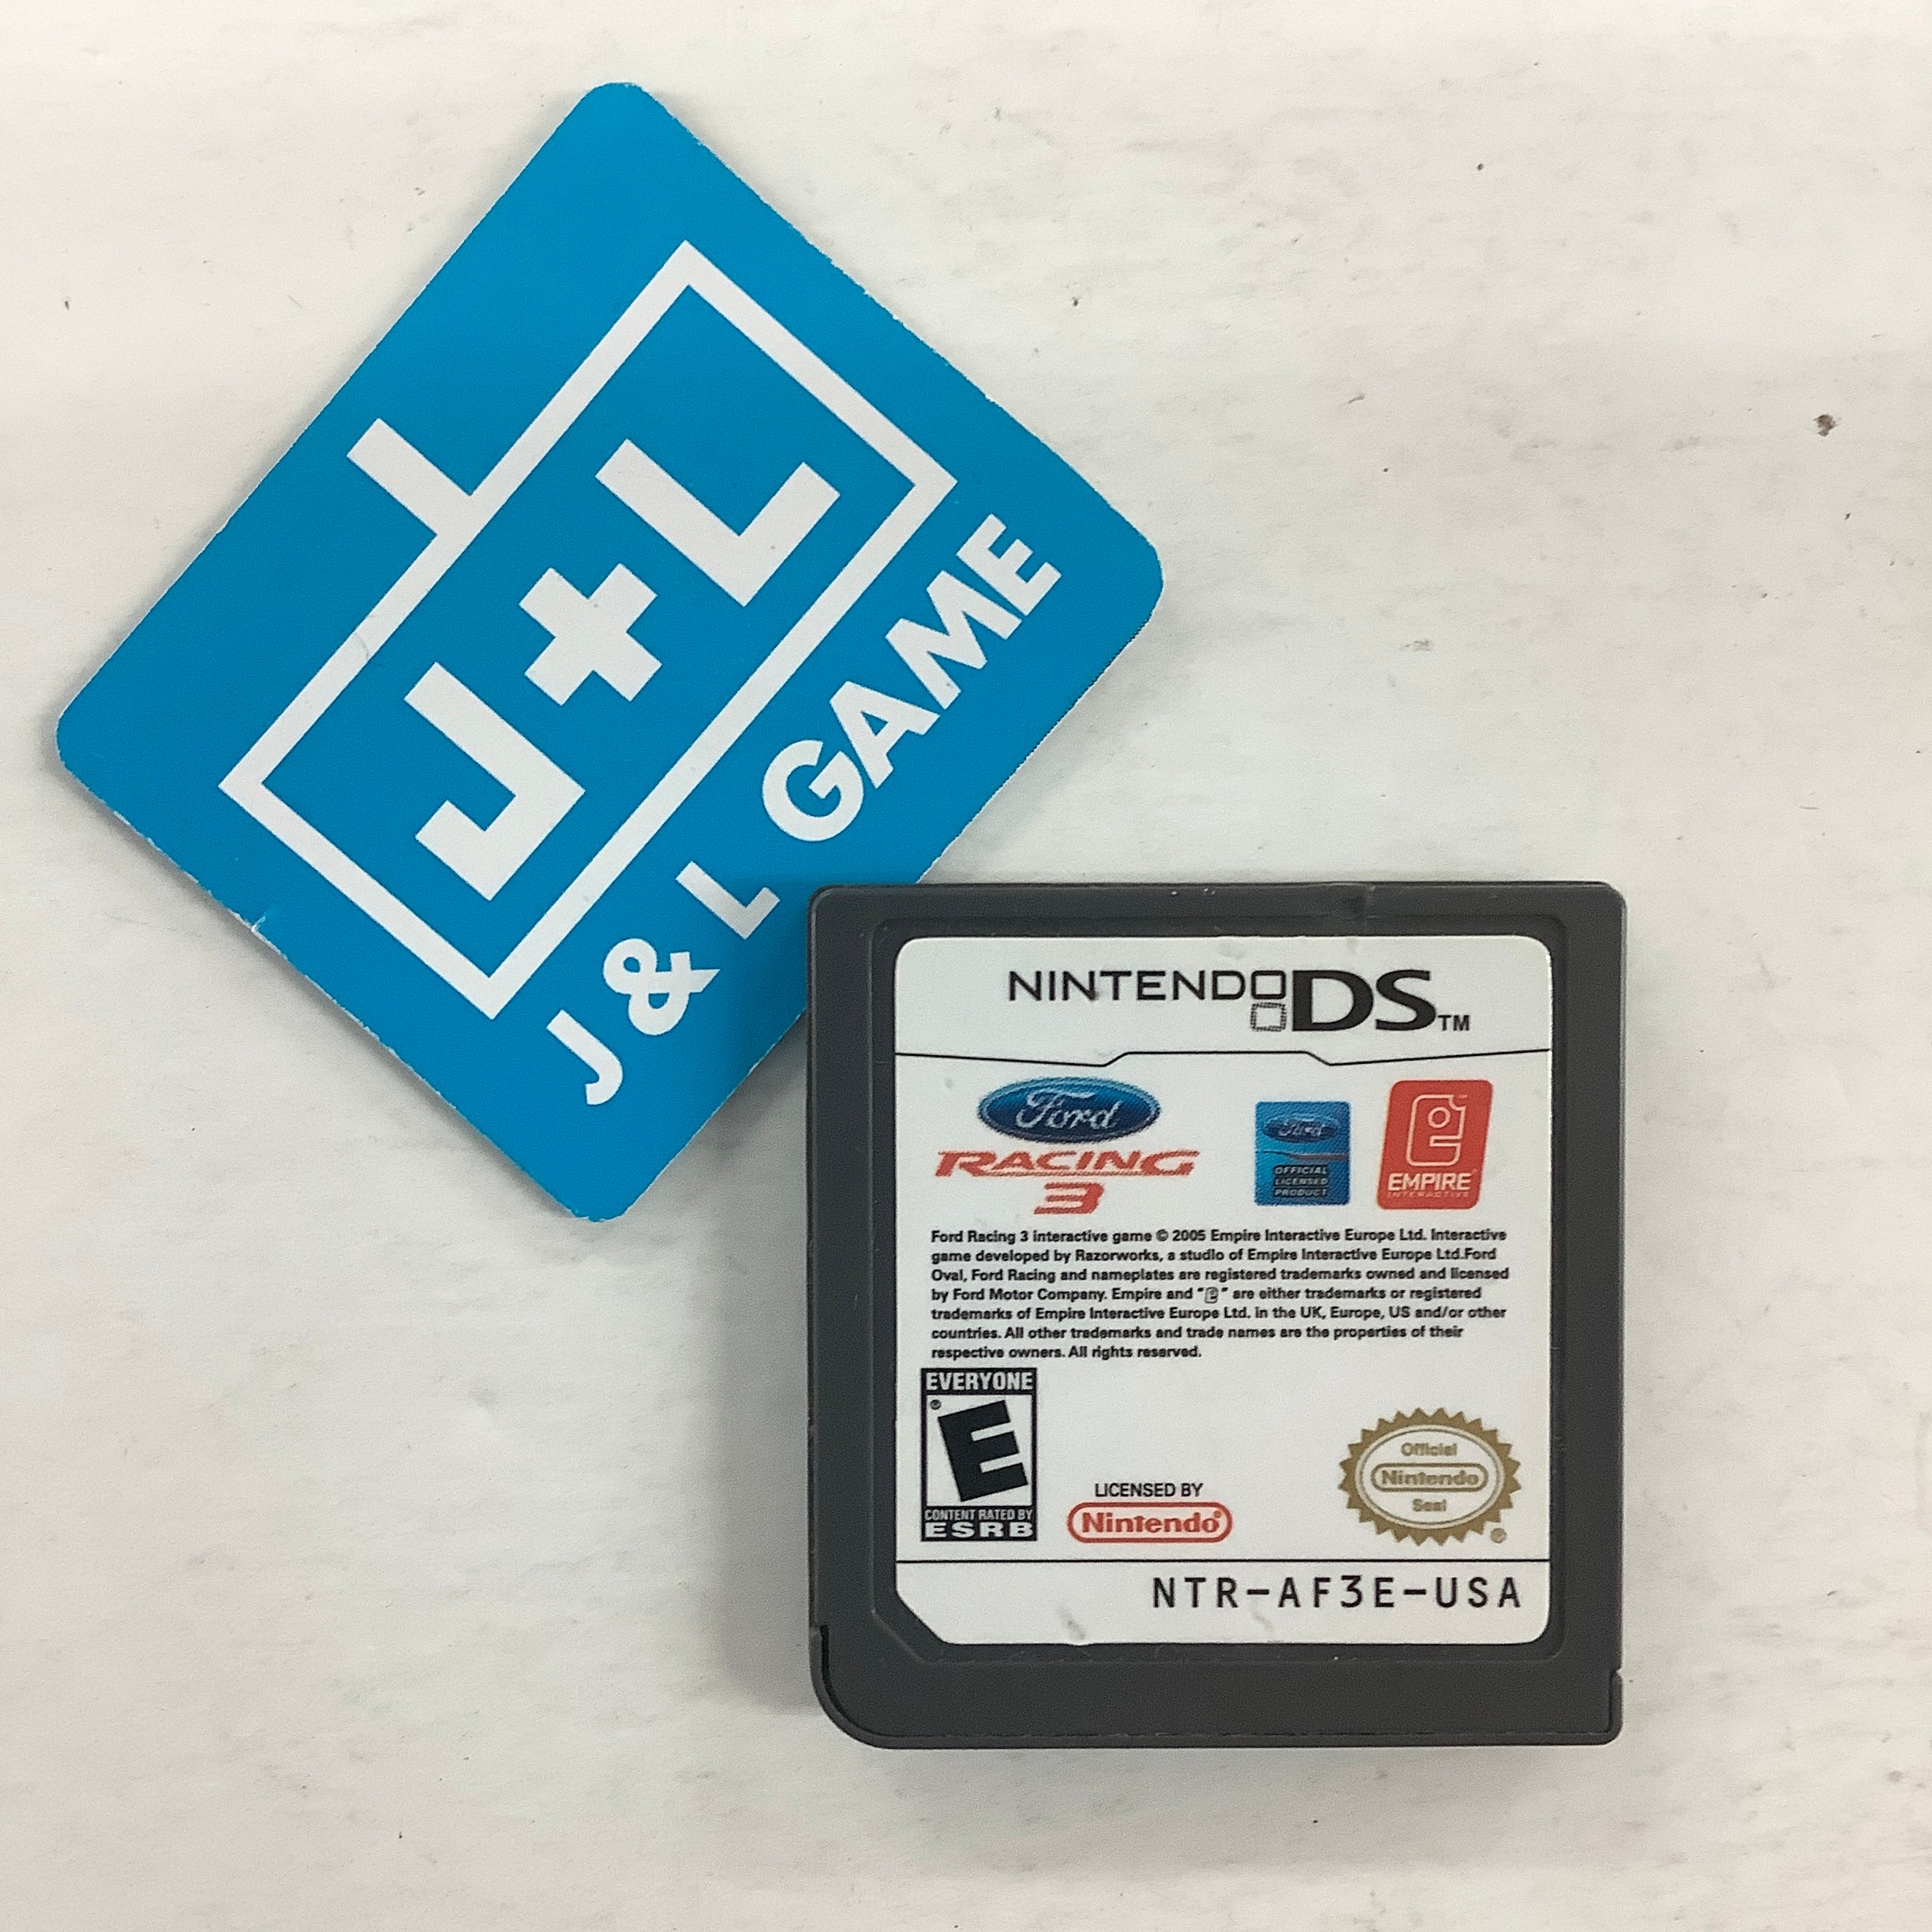 J+L
J & L GAME
NINTENDO DS TM
Ford
RACING
3
Ford
OFFICIAL
LICENSED
PRODUCT
e
EMPIRE
INTERACTIVE
Ford Racing 3 interactive game © 2005 Empire Interactive Europe Ltd. Interactive
game developed by Razorworks, a studio of Empire Interactive Europe Ltd.Ford
Oval, Ford Racing and nameplates are registered trademarks owned and licensed
by Ford Motor Company. Empire and "e" are either trademarks or registered
trademarks of Empire Interactive Europe Ltd. in the UK, Europe, US and/or other
countries. All other trademarks and trade names are the properties of their
respective owners. All rights reserved.
EVERYONE
E
®
CONTENT RATED BY
ESRB
LICENSED BY
Nintendo®
Official
Nintendo
Seal
®
NTR-AF3E-USA